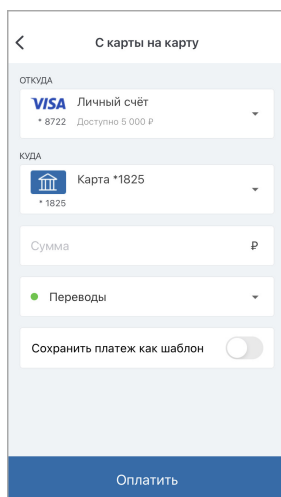 С карты на карту
ОТКУДА
VISA Личный счёт
* 8722 Доступно 5 000 ₽
КУДА
Карта *1825
* 1825
Сумма ₽
Переводы
Сохранить платеж как шаблон
Оплатить